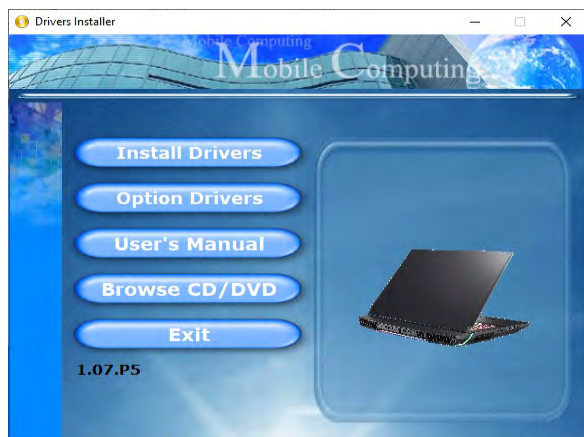 Drivers Installer
Mobile Computing
Mobile Computing
Install Drivers
Option Drivers
User's Manual
Browse CD/DVD
Exit
1.07.P5